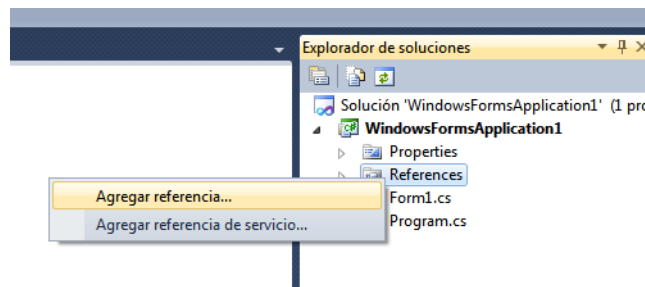 Explorador de soluciones
Solución 'WindowsFormsApplication1' (1 pro
WindowsFormsApplication1
Properties
References
Agregar referencia...
Form1.cs
Agregar referencia de servicio...
Program.cs